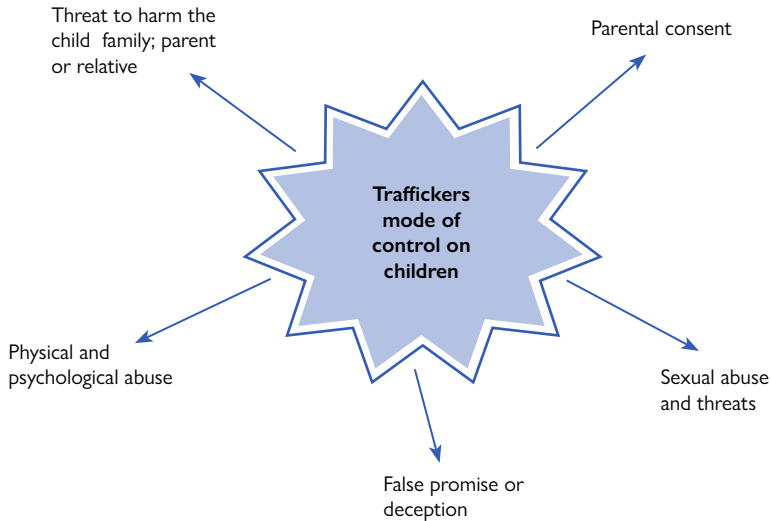 Threat to harm the
child family; parent
or relative
Parental consent
Traffickers
mode of
control on
children
Physical and
psychological abuse
Sexual abuse
and threats
False promise or
deception